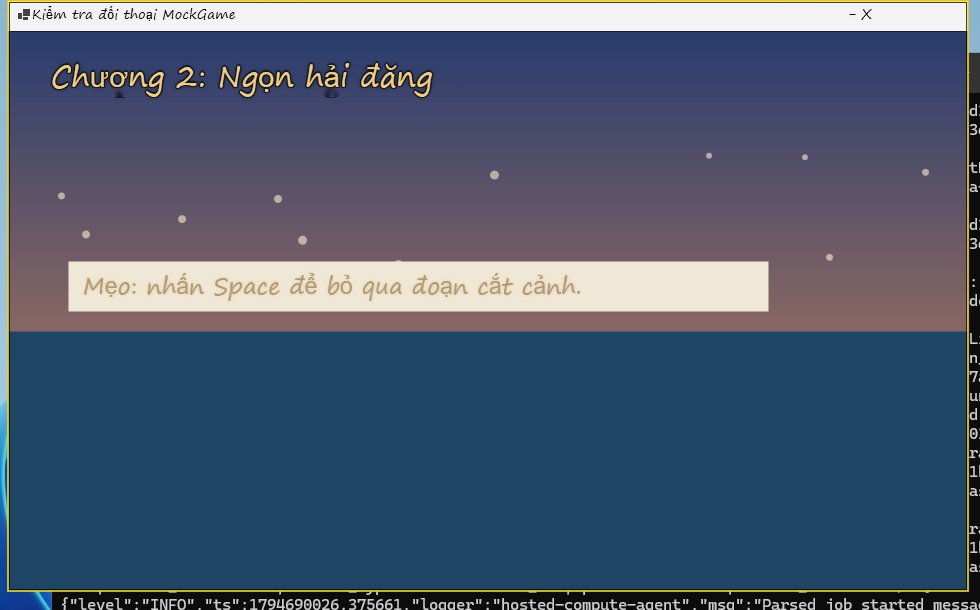 Kiểm tra đối thoại MockGame
- X
Chương 2: Ngọn hải đăng
Mẹo: nhấn Space để bỏ qua đoạn cắt cảnh.
{"level":"INFO","ts":1794690026.375661,"logger":"hosted-compute-agent","msg":"Parsed job started mess